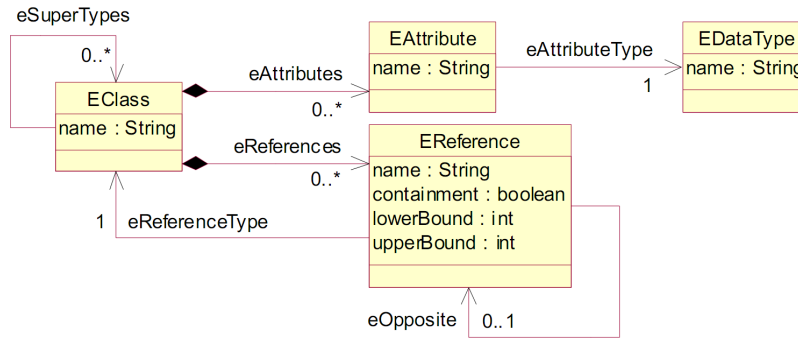 eSuperTypes
0..*
EClass
name : String
eAttributes
0..*
EAttribute
name : String
eAttributeType
1
EDataType
name : String
eReferences
0..*
EReference
name : String
containment : boolean
lowerBound : int
upperBound : int
1
eReferenceType
eOpposite
0..1